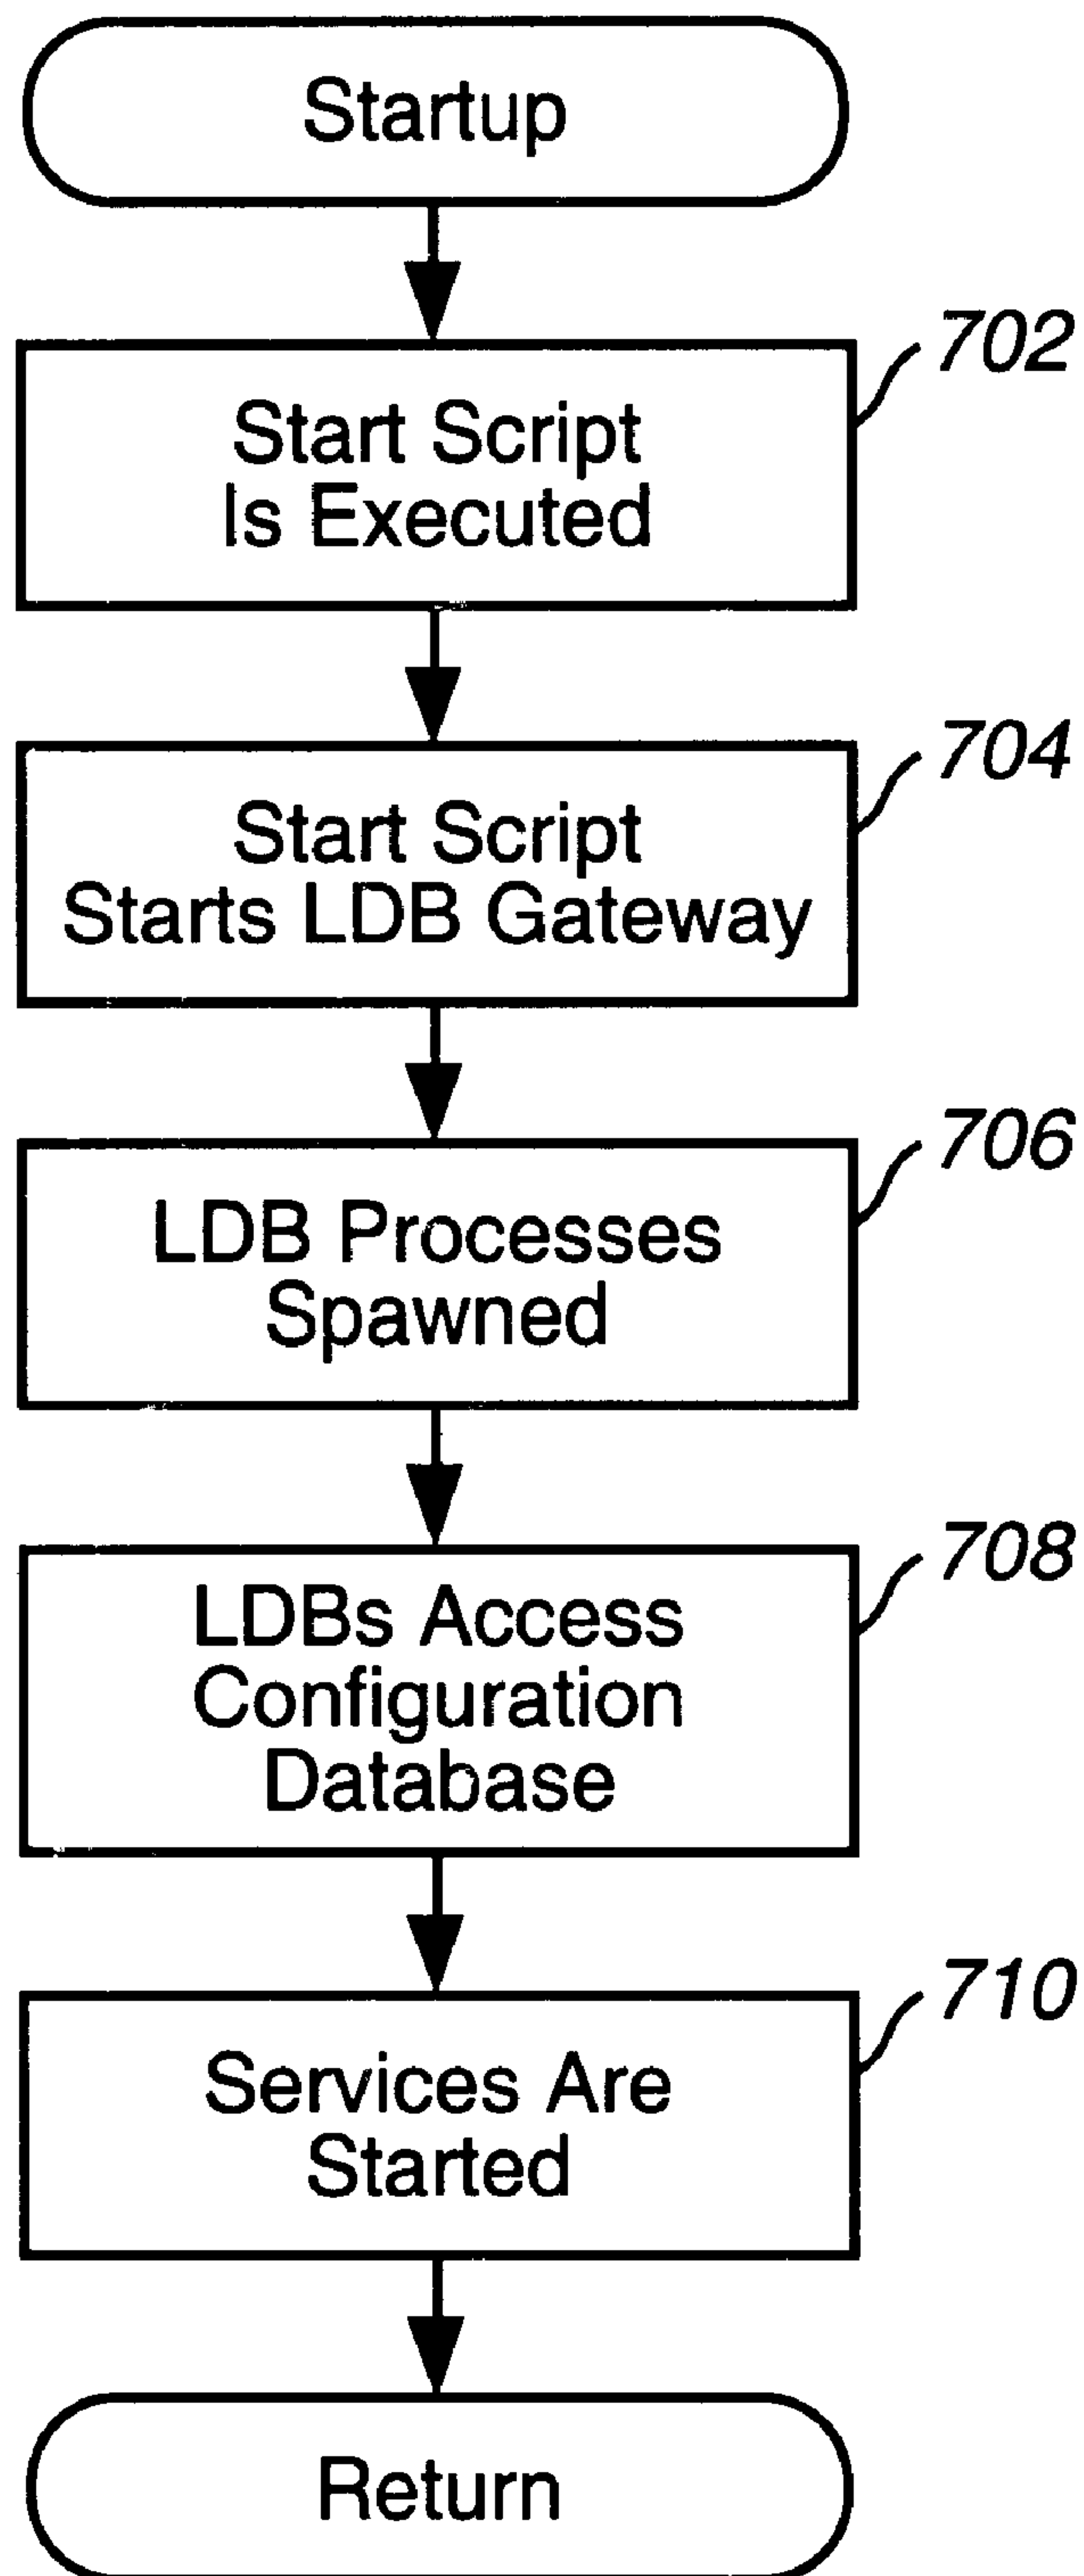 Startup
702
Start Script
Is Executed
704
Start Script
Starts LDB Gateway
706
LDB Processes
Spawned
708
LDBs Access
Configuration
Database
710
Services Are
Started
Return